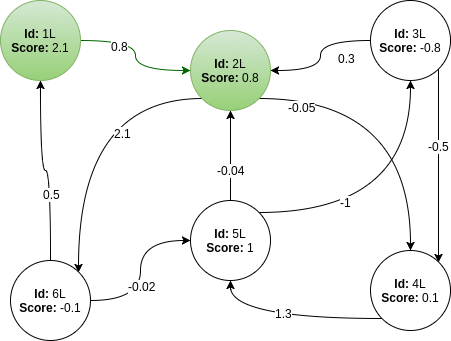 Id: 1L
Score: 2.1
0.8
Id: 2L
Score: 0.8
Id: 3L
Score: -0.8
0.3
-0.05
2.1
-0.5
-0.04
0.5
-1
Id: 5L
Score: 1
Id: 6L
Score: -0.1
-0.02
Id: 4L
Score: 0.1
1.3